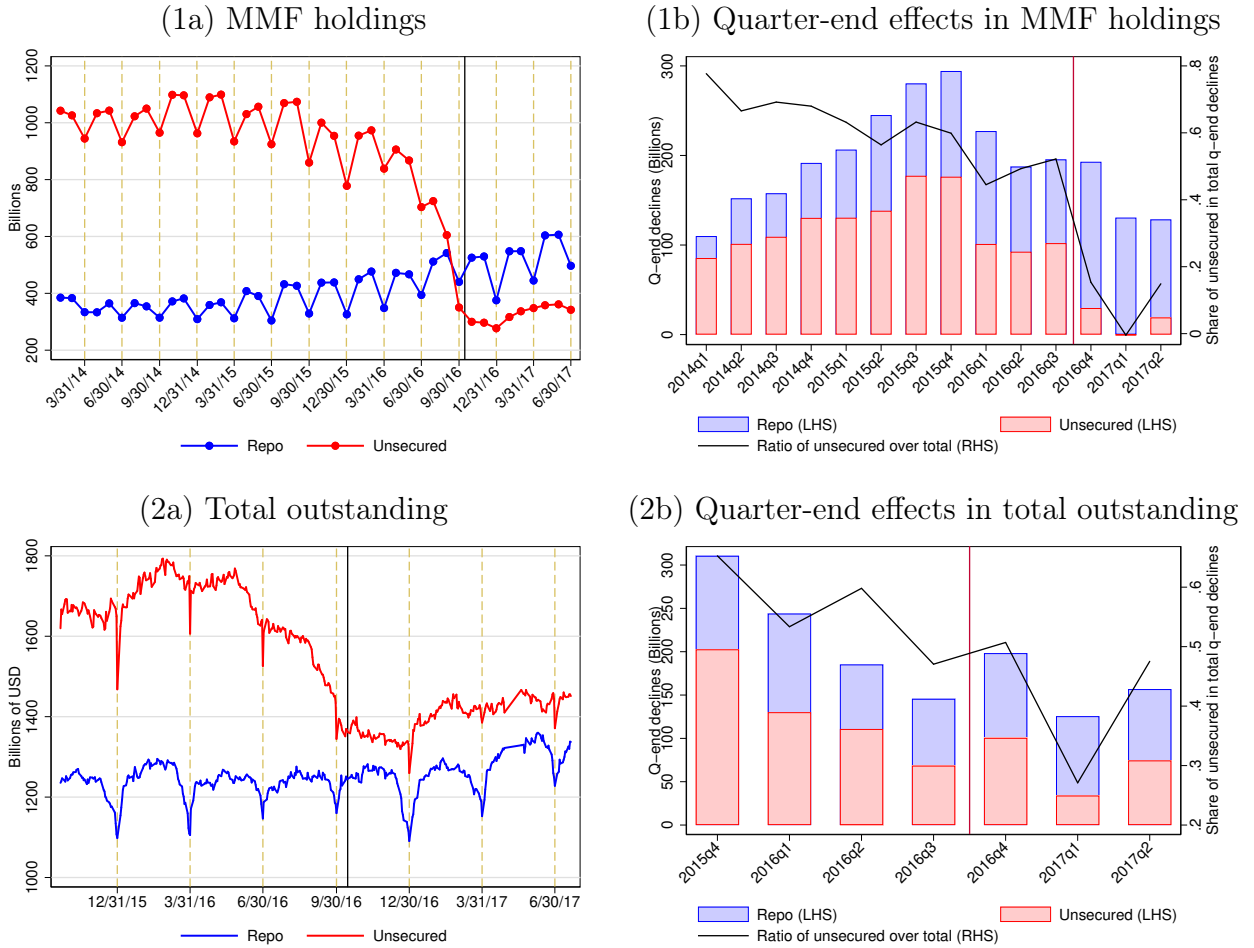 (1a) MMF holdings
Billions
1200
1000
800
600
400
200
3/31/14
6/30/14
9/30/14
12/31/14
3/31/15
6/30/15
9/30/15
12/30/15
3/31/16
6/30/16
9/30/16
12/31/16
3/31/17
6/30/17
Repo
Unsecured
(1b) Quarter-end effects in MMF holdings
Q-end declines (Billions)
300
200
100
0
Share of unsecured in total q-end declines
.8
.6
.4
.2
0
2014q1
2014q2
2014q3
2014q4
2015q1
2015q2
2015q3
2015q4
2016q1
2016q2
2016q3
2016q4
2017q1
2017q2
Repo (LHS)
Unsecured (LHS)
Ratio of unsecured over total (RHS)
(2a) Total outstanding
Billions of USD
1800
1600
1400
1200
1000
12/31/15
3/31/16
6/30/16
9/30/16
12/30/16
3/31/17
6/30/17
Repo
Unsecured
(2b) Quarter-end effects in total outstanding
Q-end declines (Billions)
300
250
200
150
100
50
0
Share of unsecured in total q-end declines
.6
.5
.4
.3
.2
2015q4
2016q1
2016q2
2016q3
2016q4
2017q1
2017q2
Repo (LHS)
Unsecured (LHS)
Ratio of unsecured over total (RHS)